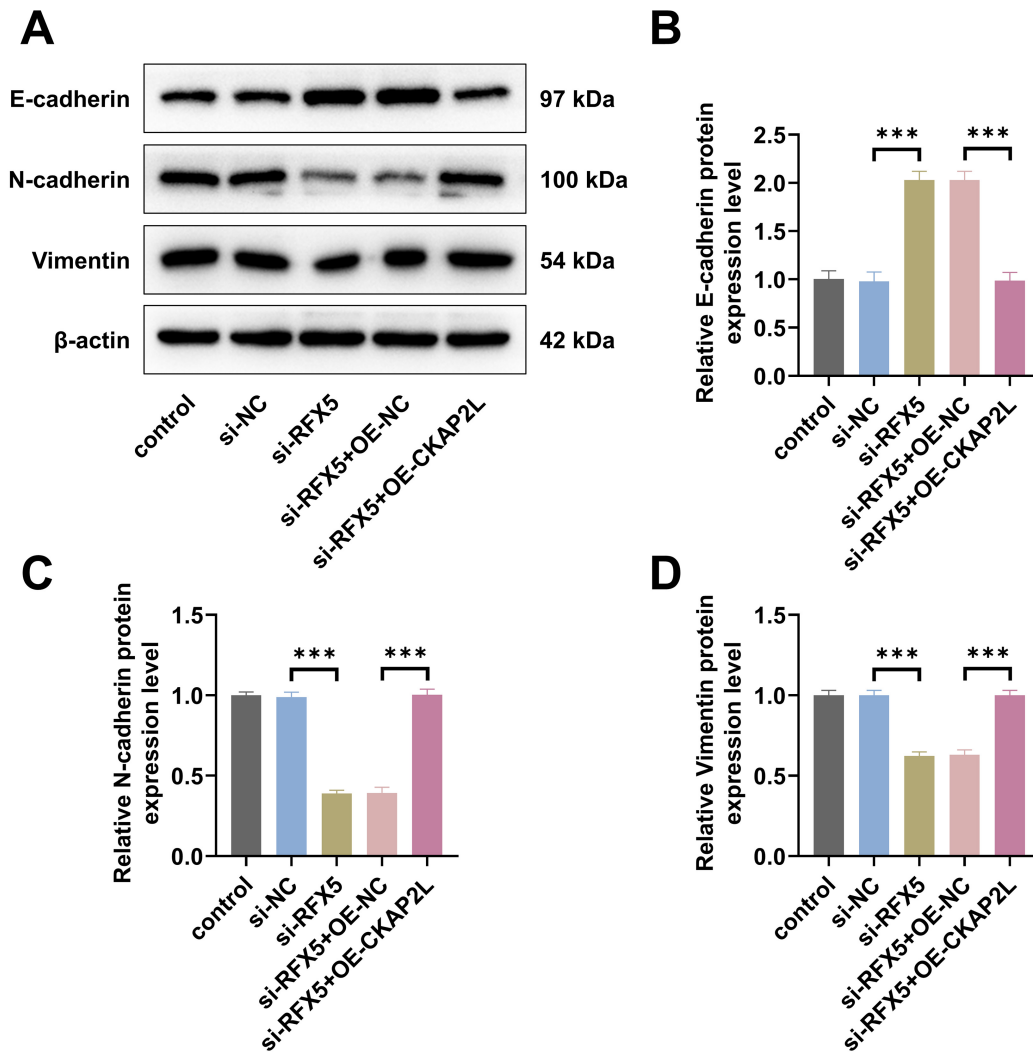 A
E-cadherin
97 kDa
N-cadherin
100 kDa
Vimentin
54 kDa
β-actin
42 kDa
control
si-NC
si-RFX5
si-RFX5+OE-NC
si-RFX5+OE-CKAP2L
B
Relative E-cadherin protein
expression level
2.5
2.0
1.5
1.0
0.5
0.0
***
***
control
si-NC
si-RFX5
si-RFX5+OE-NC
si-RFX5+OE-CKAP2L
C
Relative N-cadherin protein
expression level
1.5
1.0
0.5
0.0
***
***
control
si-NC
si-RFX5
si-RFX5+OE-NC
si-RFX5+OE-CKAP2L
D
Relative Vimentin protein
expression level
1.5
1.0
0.5
0.0
***
***
control
si-NC
si-RFX5
si-RFX5+OE-NC
si-RFX5+OE-CKAP2L